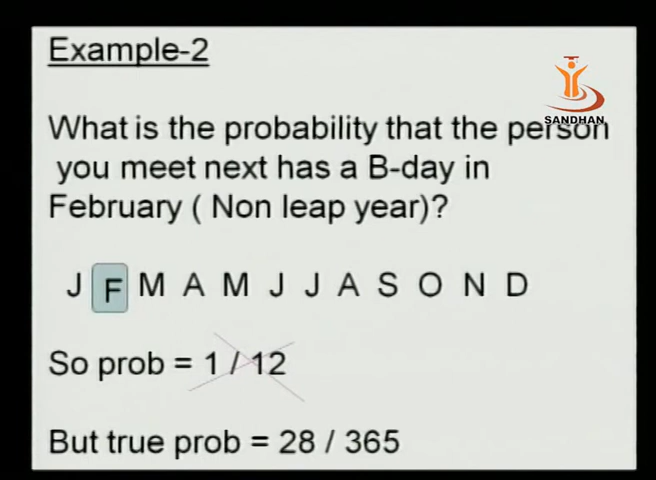 Example-2
SANDHAN
What is the probability that the person
you meet next has a B-day in
February ( Non leap year)?
J F M A M J J A S O N D
So prob = 1 / 12
But true prob = 28 / 365